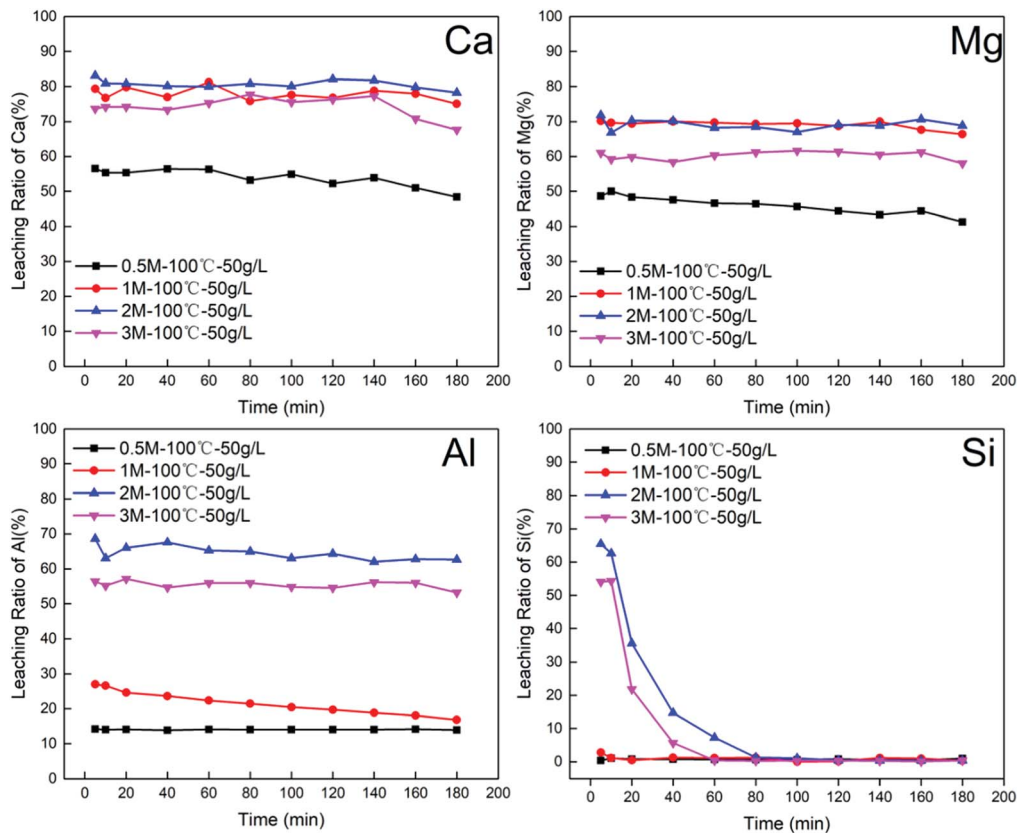 Ca
Leaching Ratio of Ca(%)
100
90
80
70
60
50
40
30
20
10
0
0.5M-100℃-50g/L
1M-100℃-50g/L
2M-100℃-50g/L
3M-100℃-50g/L
0 20 40 60 80 100 120 140 160 180 200
Time (min)
Mg
Leaching Ratio of Mg(%)
100
90
80
70
60
50
40
30
20
10
0
0.5M-100℃-50g/L
1M-100℃-50g/L
2M-100℃-50g/L
3M-100℃-50g/L
0 20 40 60 80 100 120 140 160 180 200
Time (min)
Al
Leaching Ratio of Al(%)
100
90
80
70
60
50
40
30
20
10
0
0.5M-100℃-50g/L
1M-100℃-50g/L
2M-100℃-50g/L
3M-100℃-50g/L
0 20 40 60 80 100 120 140 160 180 200
Time (min)
Si
Leaching Ratio of Si(%)
100
90
80
70
60
50
40
30
20
10
0
0.5M-100℃-50g/L
1M-100℃-50g/L
2M-100℃-50g/L
3M-100℃-50g/L
0 20 40 60 80 100 120 140 160 180 200
Time (min)